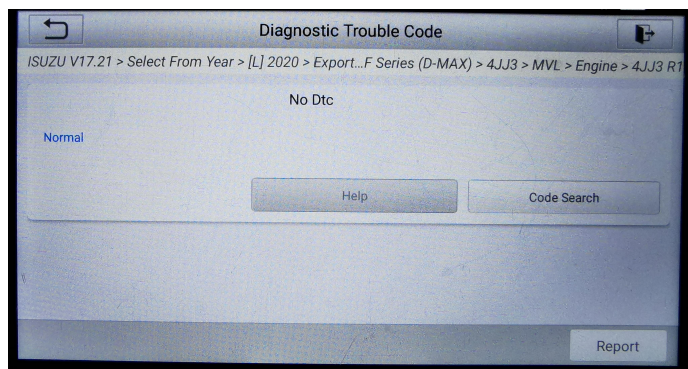 Diagnostic Trouble Code
ISUZU V17.21 > Select From Year > [L] 2020 > Export...F Series (D-MAX) > 4JJ3 > MVL > Engine > 4JJ3 R1
No Dtc
Normal
Help
Code Search
Report